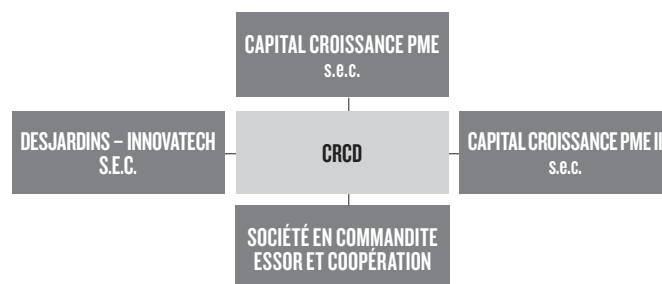 CAPITAL CROISSANCE PME
s.e.c.
DESJARDINS – INNOVATECH
S.E.C.
CRCD
CAPITAL CROISSANCE PME II
s.e.c.
SOCIÉTÉ EN COMMANDITE
ESSOR ET COOPÉRATION